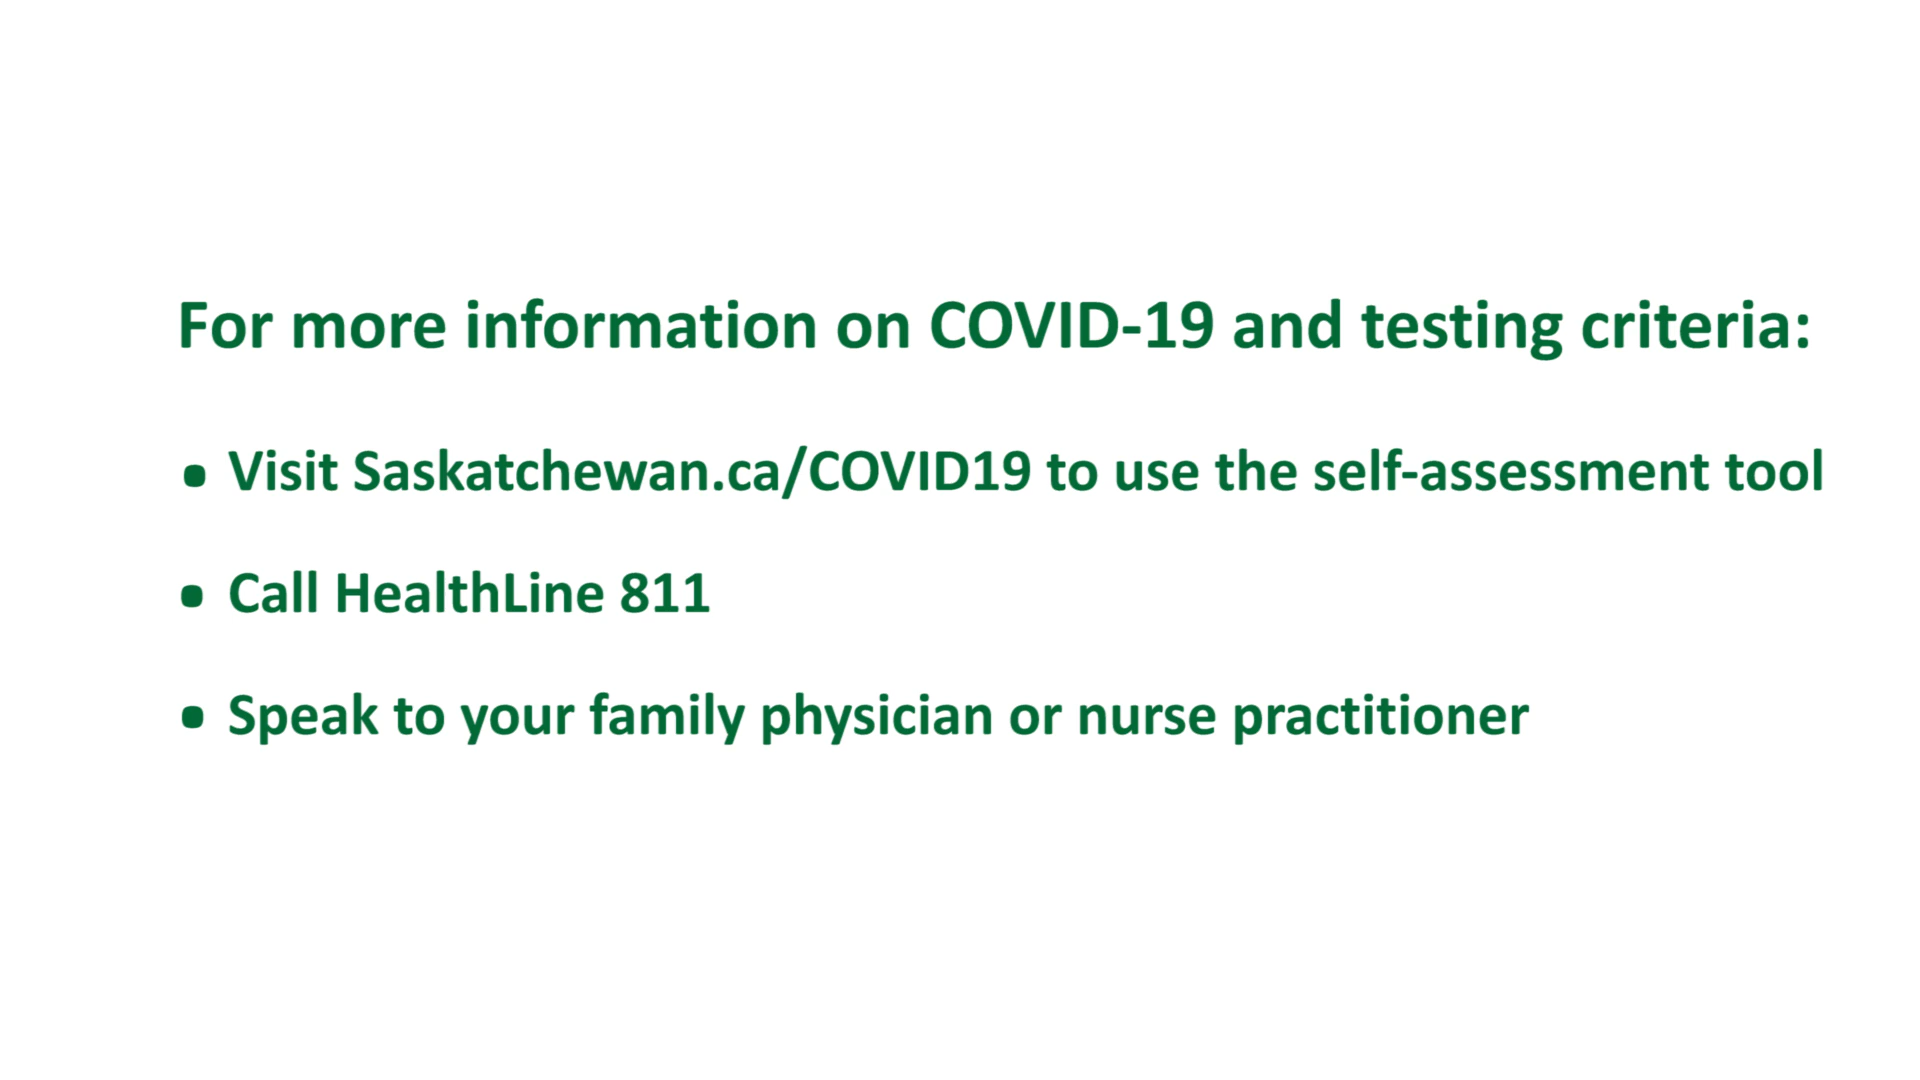 For more information on COVID-19 and testing criteria:
• Visit Saskatchewan.ca/COVID19 to use the self-assessment tool
• Call HealthLine 811
• Speak to your family physician or nurse practitioner